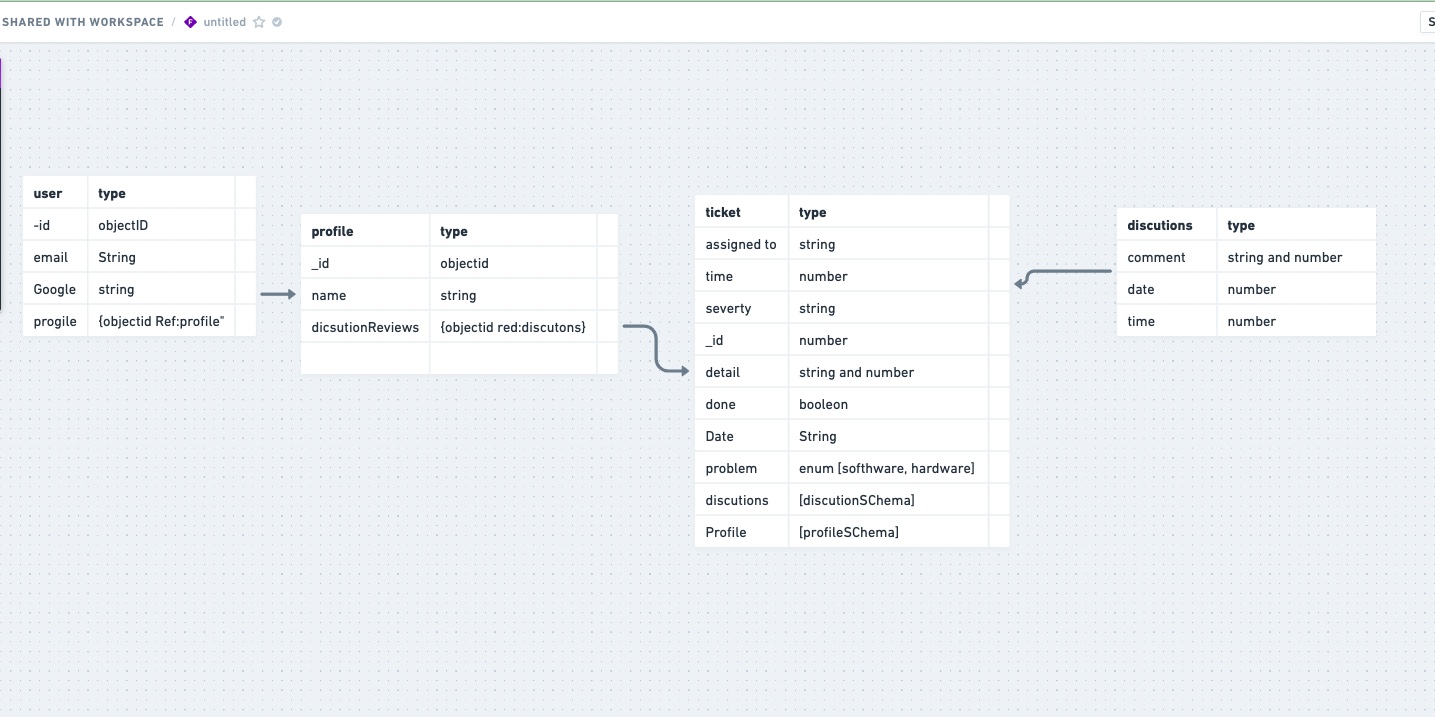 SHARED WITH WORKSPACE / untitled
S
user type
-id objectID
email String
Google string
progile {objectid Ref:profile"
profile type
_id objectid
name string
dicsutionReviews {objectid red:discutons}
ticket type
assigned to string
time number
severty string
_id number
detail string and number
done booleon
Date String
problem enum [softhware, hardware]
discutions [discutionSChema]
Profile [profileSChema]
discutions type
comment string and number
date number
time number